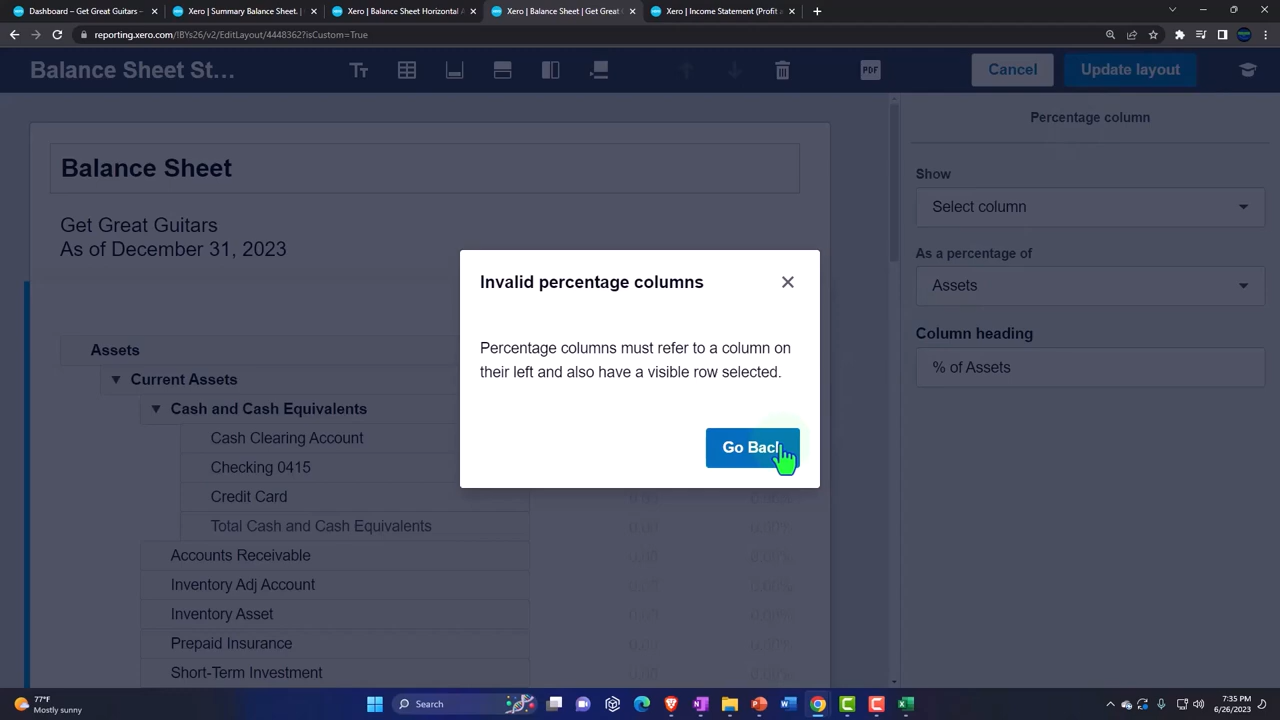 Dashboard – Get Great Guitars –
Xero | Summary Balance Sheet.
Xero | Balance Sheet Horizontal A
Xero | Balance Sheet | Get Great
Xero | Income Statement (Profit a
reporting.xero.com/!BYs26/v2/EditLayout/4448362?isCustom=True
Balance Sheet St...
PDF
Cancel
Update layout
Percentage column
Balance Sheet
Show
Select column
Get Great Guitars
As of December 31, 2023
As a percentage of
Assets
Invalid percentage columns
Column heading
% of Assets
Percentage columns must refer to a column on
their left and also have a visible row selected.
Go Back
Assets
Current Assets
Cash and Cash Equivalents
Cash Clearing Account
Checking 0415
Credit Card
Total Cash and Cash Equivalents
Accounts Receivable
Inventory Adj Account
Inventory Asset
Prepaid Insurance
Short-Term Investment
77°F
Mostly sunny
Search
7:35 PM
6/26/2023